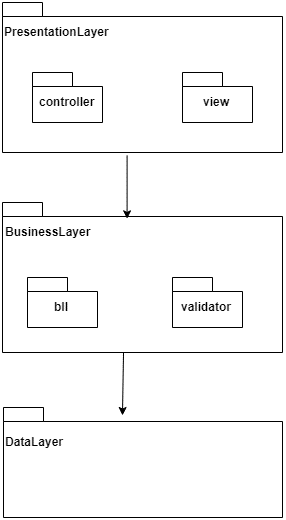 PresentationLayer
controller
view
BusinessLayer
bll
validator
DataLayer